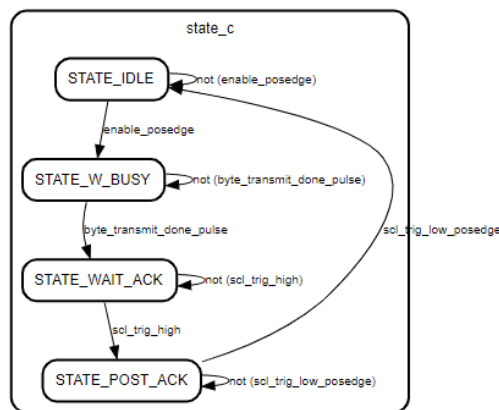 state_c
STATE_IDLE
not (enable_posedge)
enable_posedge
STATE_W_BUSY
not (byte_transmit_done_pulse)
byte_transmit_done_pulse
scl_trig_low_posedge
STATE_WAIT_ACK
not (scl_trig_high)
scl_trig_high
STATE_POST_ACK
not (scl_trig_low_posedge)